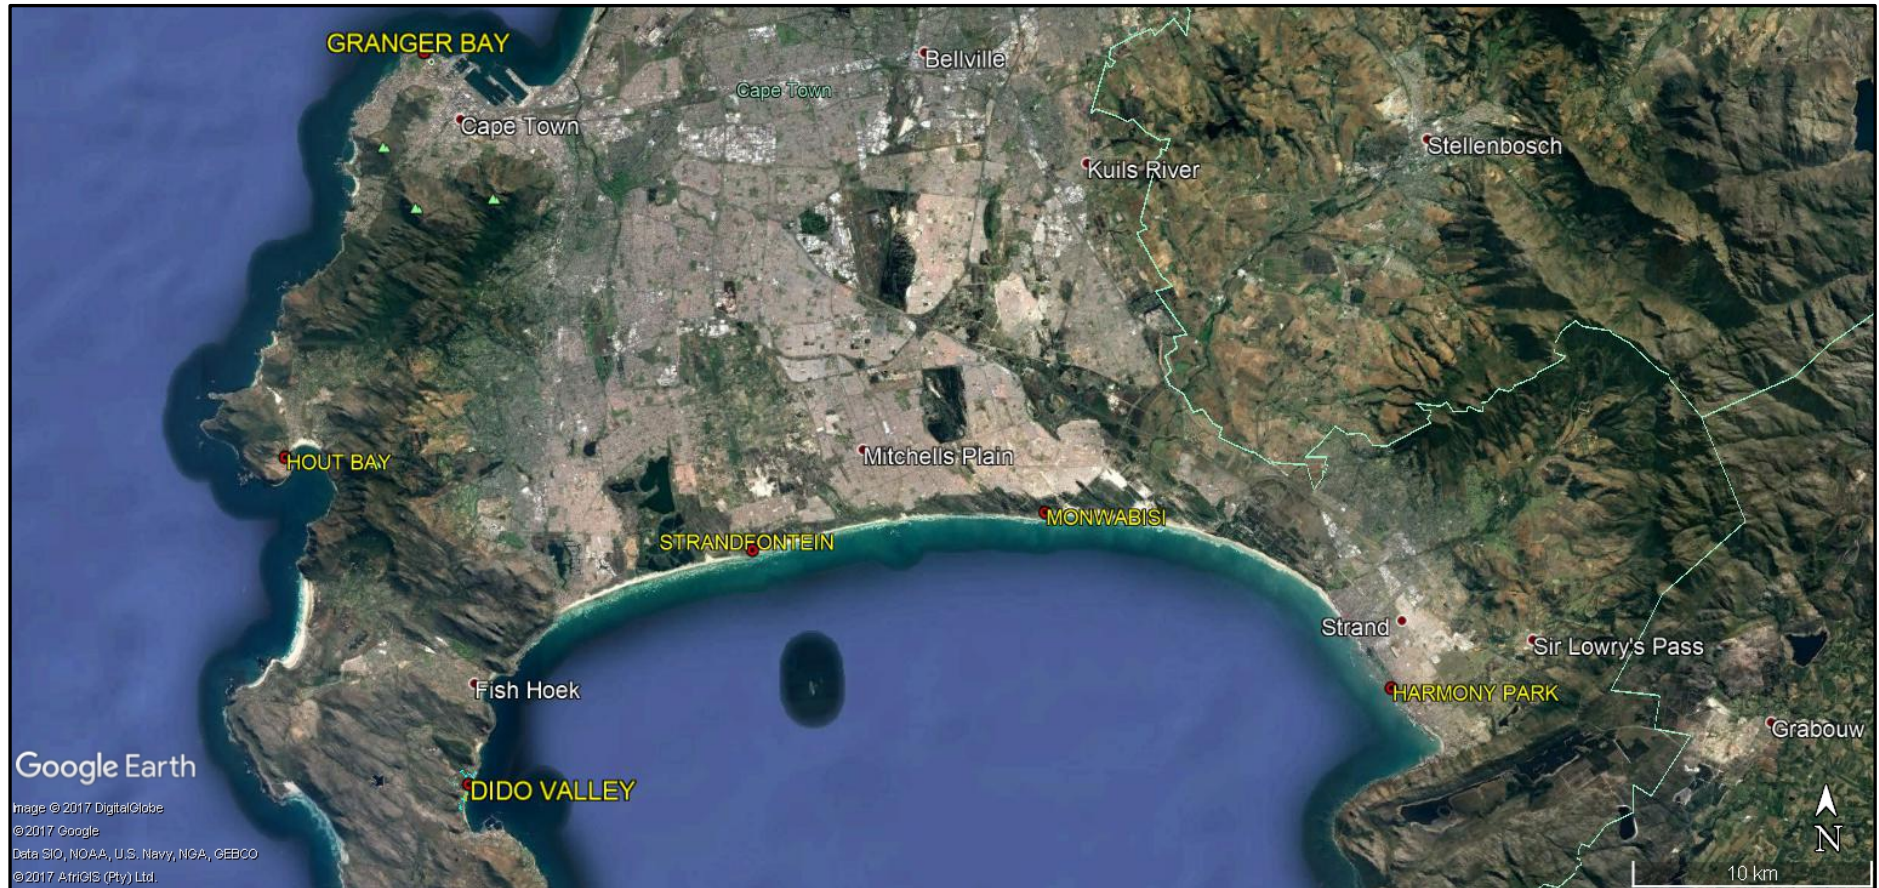 GRANGER BAY
Bellville
Cape Town
Cape Town
Stellenbosch
Kuils River
HOUT BAY
Mitchells Plain
MONWABISI
STRANDFONTEIN
Strand
Sir Lowry's Pass
Fish Hoek
HARMONY PARK
Grabouw
Google Earth
DIDO VALLEY
Image © 2017 DigitalGlobe
©2017 Google
Data SIO, NOAA, U.S. Navy, NGA, GEBCO
©2017 AfriGIS (Pty) Ltd.
N
10 km